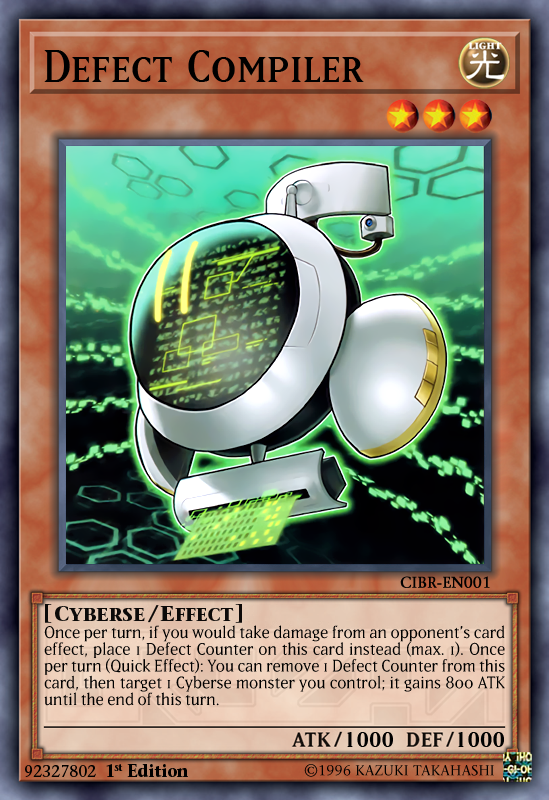 DEFECT COMPILER
LIGHT
光
CIBR-EN001
[CYBERSE/EFFECT]
Once per turn, if you would take damage from an opponent's card
effect, place 1 Defect Counter on this card instead (max. 1). Once
per turn (Quick Effect): You can remove 1 Defect Counter from this
card, then target 1 Cyberse monster you control; it gains 800 ATK
until the end of this turn.
ATK/1000 DEF/1000
92327802 1st Edition ©1996 KAZUKI TAKAHASHI